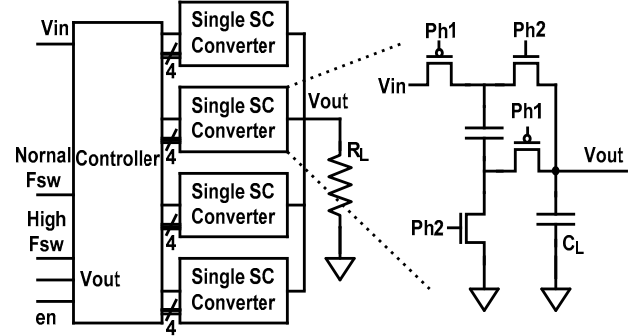 Vin
Nornal
Fsw
High
Fsw
Vout
en
Controller
4
4
4
4
Single SC
Converter
Single SC
Converter
Single SC
Converter
Single SC
Converter
Vout
RL
Ph1
Ph2
Vin
Ph1
Vout
Ph2
CL